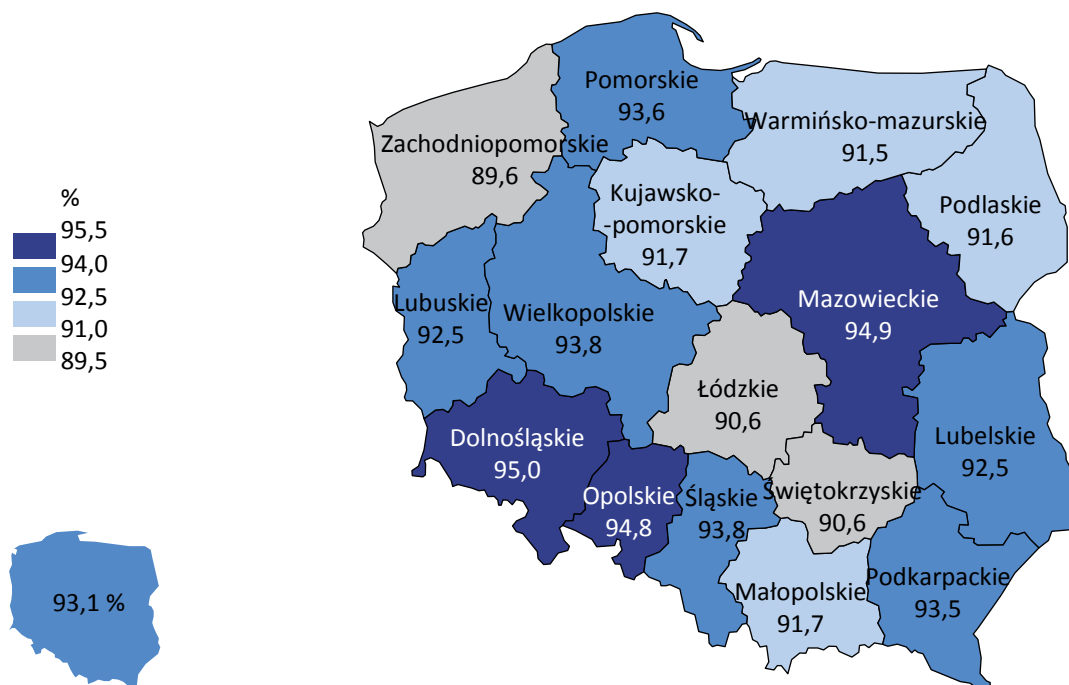 %
95,5
94,0
92,5
91,0
89,5
93,1 %
Pomorskie
93,6
Zachodniopomorskie
89,6
Warmińsko-mazurskie
91,5
Kujawsko-
-pomorskie
91,7
Podlaskie
91,6
Lubuskie
92,5
Wielkopolskie
93,8
Mazowieckie
94,9
Łódzkie
90,6
Dolnośląskie
95,0
Opolskie
94,8
Śląskie
93,8
Świętokrzyskie
90,6
Lubelskie
92,5
Małopolskie
91,7
Podkarpackie
93,5